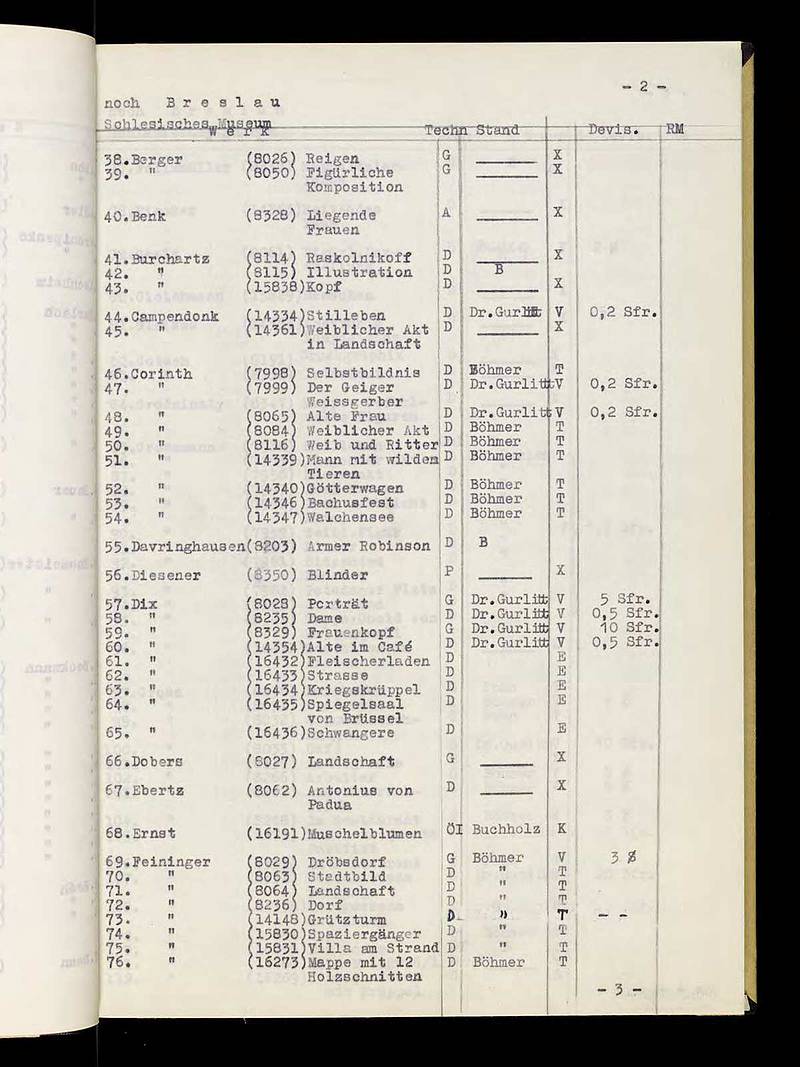 - 2 -
noch Breslau
Schlesisches Museum
Werk Techn Stand Devis. RM
38.Berger (8026) Reigen G ______ X
39. " (8050) Figürliche G ______ X
Komposition
40.Benk (8328) Liegende A ______ X
Frauen
41.Burchartz (8114) Raskolnikoff D ______ X
42. " (8115) Illustration D B
43. " (15838)Kopf D ______ X
44.Campendonk (14334)Stilleben D Dr.Gurlitt V 0,2 Sfr.
45. " (14361)Weiblicher Akt D ______ X
in Landschaft
46.Corinth (7998) Selbstbildnis D Böhmer T
47. " (7999) Der Geiger D Dr.Gurlitt V 0,2 Sfr.
Weissgerber
48. " (8065) Alte Frau D Dr.Gurlitt V 0,2 Sfr.
49. " (8084) Weiblicher Akt D Böhmer T
50. " (8116) Weib und Ritter D Böhmer T
51. " (14339)Mann mit wilden D Böhmer T
Tieren
52. " (14340)Götterwagen D Böhmer T
53. " (14346)Bachusfest D Böhmer T
54. " (14347)Walchensee D Böhmer T
55.Davringhausen(8203) Armer Robinson D B
56.Diesener (8350) Blinder P ______ X
57.Dix (8028) Porträt G Dr.Gurlitt V 5 Sfr.
58. " (8235) Dame D Dr.Gurlitt V 0,5 Sfr.
59. " (8329) Frauenkopf G Dr.Gurlitt V 10 Sfr.
60. " (14354)Alte im Café D Dr.Gurlitt V 0,5 Sfr.
61. " (16432)Fleischerladen D E
62. " (16433)Strasse D E
63. " (16434)Kriegskrüppel D E
64. " (16435)Spiegelsaal D E
von Brüssel
65. " (16436)Schwangere D E
66.Dobers (8027) Landschaft G ______ X
67.Ebertz (8062) Antonius von D ______ X
Padua
68.Ernst (16191)Muschelblumen Öl Buchholz K
69.Feininger (8029) Dröbsdorf G Böhmer V 3 $
70. " (8063) Stadtbild D " T
71. " (8064) Landschaft D " T
72. " (8236) Dorf D " T
73. " (14148)Grützturm D " T - -
74. " (15830)Spaziergänger D " T
75. " (15831)Villa am Strand D " T
76. " (16273)Mappe mit 12 D Böhmer T
Holzschnitten
- 3 -